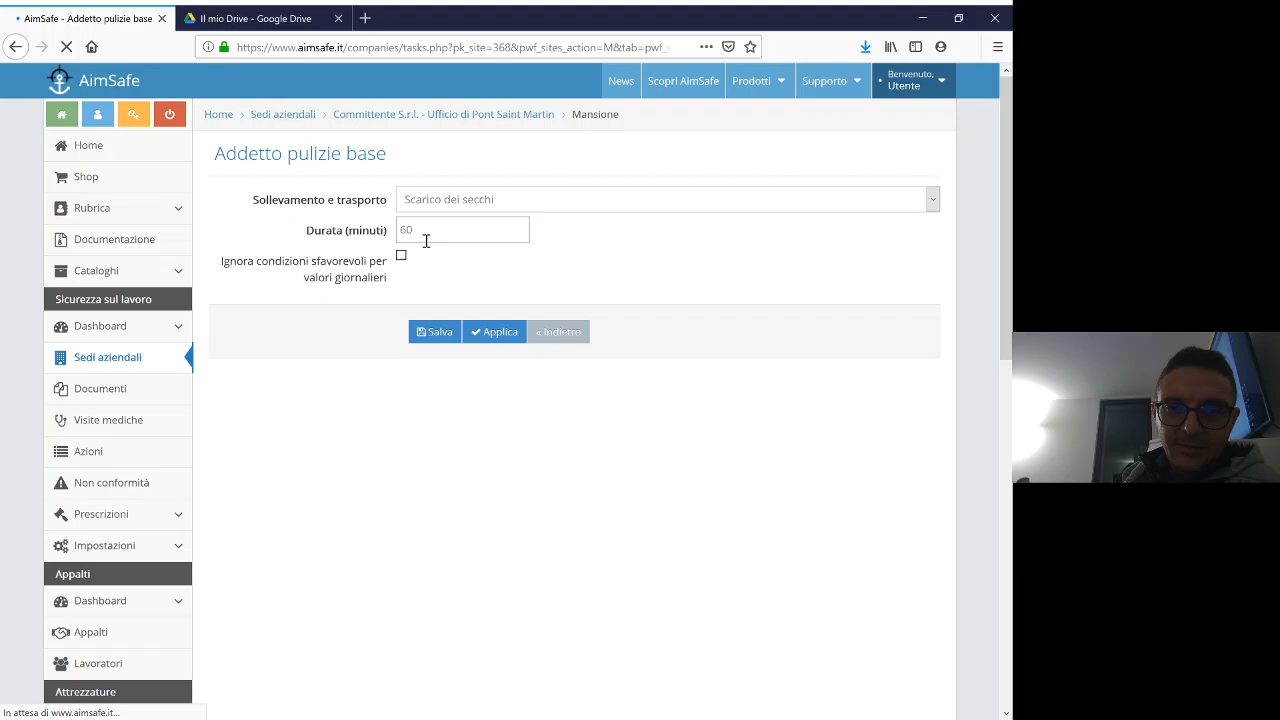 AimSafe - Addetto pulizie base
Il mio Drive - Google Drive
https://www.aimsafe.it/companies/tasks.php?pk_site=368&pwf_sites_action=M&tab=pwf_s
AimSafe
News
Scopri AimSafe
Prodotti
Supporto
Benvenuto,
Utente
Home > Sedi aziendali > Committente S.r.l. - Ufficio di Pont Saint Martin > Mansione
Home
Shop
Rubrica
Documentazione
Cataloghi
Sicurezza sul lavoro
Dashboard
Sedi aziendali
Documenti
Visite mediche
Azioni
Non conformità
Prescrizioni
Impostazioni
Appalti
Dashboard
Appalti
Lavoratori
Attrezzature
Addetto pulizie base
Sollevamento e trasporto Scarico dei secchi
Durata (minuti) 60
Ignora condizioni sfavorevoli per
valori giornalieri
Salva Applica « Indietro
In attesa di www.aimsafe.it...